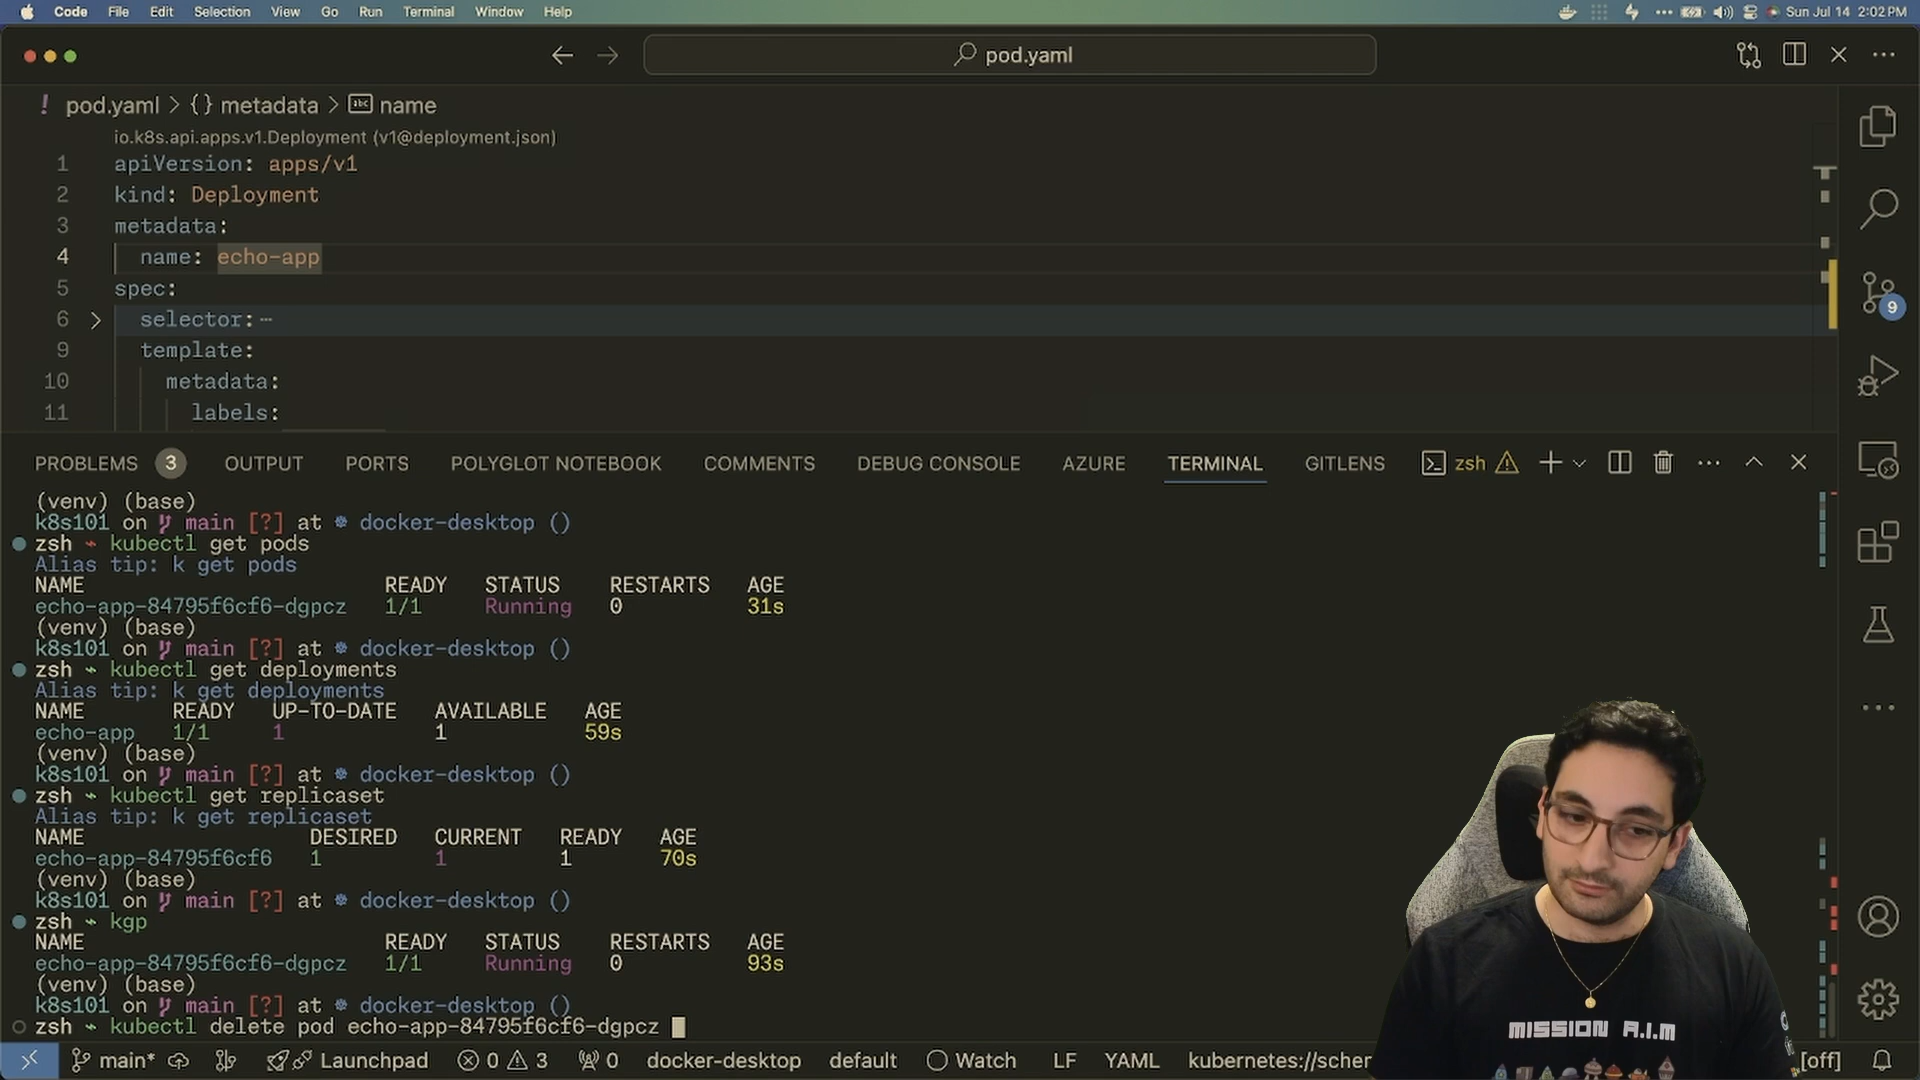 Code File Edit Selection View Go Run Terminal Window Help Sun Jul 14 2:02 PM
pod.yaml
! pod.yaml > {} metadata > abc name
io.k8s.api.apps.v1.Deployment (v1@deployment.json)
1 apiVersion: apps/v1
2 kind: Deployment
3 metadata:
4 name: echo-app
5 spec:
6 > selector:⋯
9 template:
10 metadata:
11 labels:
9
PROBLEMS 3 OUTPUT PORTS POLYGLOT NOTEBOOK COMMENTS DEBUG CONSOLE AZURE TERMINAL GITLENS zsh
(venv) (base)
k8s101 on main [?] at ⎈ docker-desktop ()
zsh kubectl get pods
Alias tip: k get pods
NAME READY STATUS RESTARTS AGE
echo-app-84795f6cf6-dgpcz 1/1 Running 0 31s
(venv) (base)
k8s101 on main [?] at ⎈ docker-desktop ()
zsh kubectl get deployments
Alias tip: k get deployments
NAME READY UP-TO-DATE AVAILABLE AGE
echo-app 1/1 1 1 59s
(venv) (base)
k8s101 on main [?] at ⎈ docker-desktop ()
zsh kubectl get replicaset
Alias tip: k get replicaset
NAME DESIRED CURRENT READY AGE
echo-app-84795f6cf6 1 1 1 70s
(venv) (base)
k8s101 on main [?] at ⎈ docker-desktop ()
zsh kgp
NAME READY STATUS RESTARTS AGE
echo-app-84795f6cf6-dgpcz 1/1 Running 0 93s
(venv) (base)
k8s101 on main [?] at ⎈ docker-desktop ()
zsh kubectl delete pod echo-app-84795f6cf6-dgpcz
MISSION A.I.M
main* Launchpad 0 3 0 docker-desktop default Watch LF YAML kubernetes://schem [off]